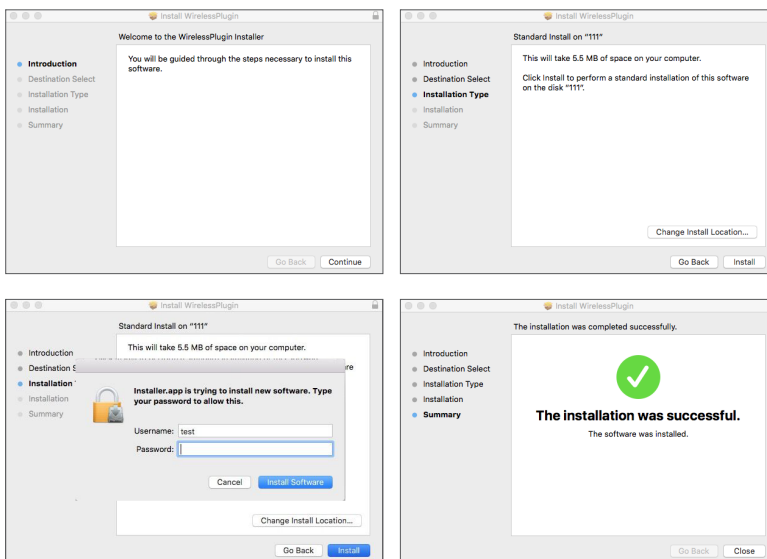 Install WirelessPlugin
Welcome to the WirelessPlugin Installer
Introduction
Destination Select
Installation Type
Installation
Summary
You will be guided through the steps necessary to install this
software.
Go Back
Continue
Install WirelessPlugin
Standard Install on "111"
Introduction
Destination Select
Installation Type
Installation
Summary
This will take 5.5 MB of space on your computer.
Click Install to perform a standard installation of this software
on the disk "111".
Change Install Location...
Go Back
Install
Install WirelessPlugin
Standard Install on "111"
Introduction
Destination S
Installation
Installation
Summary
This will take 5.5 MB of space on your computer.
Installer.app is trying to install new software. Type
your password to allow this.
Username: test
Password:
Cancel
Install Software
Change Install Location...
Go Back
Install
Install WirelessPlugin
The installation was completed successfully.
Introduction
Destination Select
Installation Type
Installation
Summary
The installation was successful.
The software was installed.
Go Back
Close